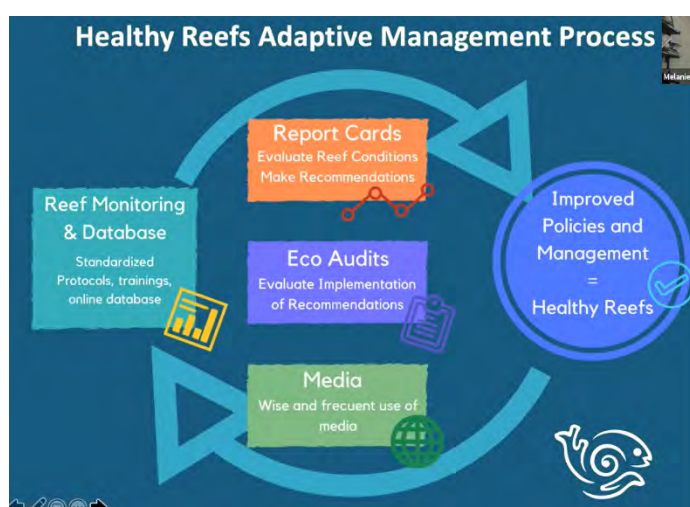 Healthy Reefs Adaptive Management Process
Melanie
Report Cards
Evaluate Reef Conditions
Make Recommendations
Reef Monitoring
& Database
Standardized
Protocols, trainings,
online database
Eco Audits
Evaluate Implementation
of Recommendations
Media
Wise and frecuent use of
media
Improved
Policies and
Management
=
Healthy Reefs